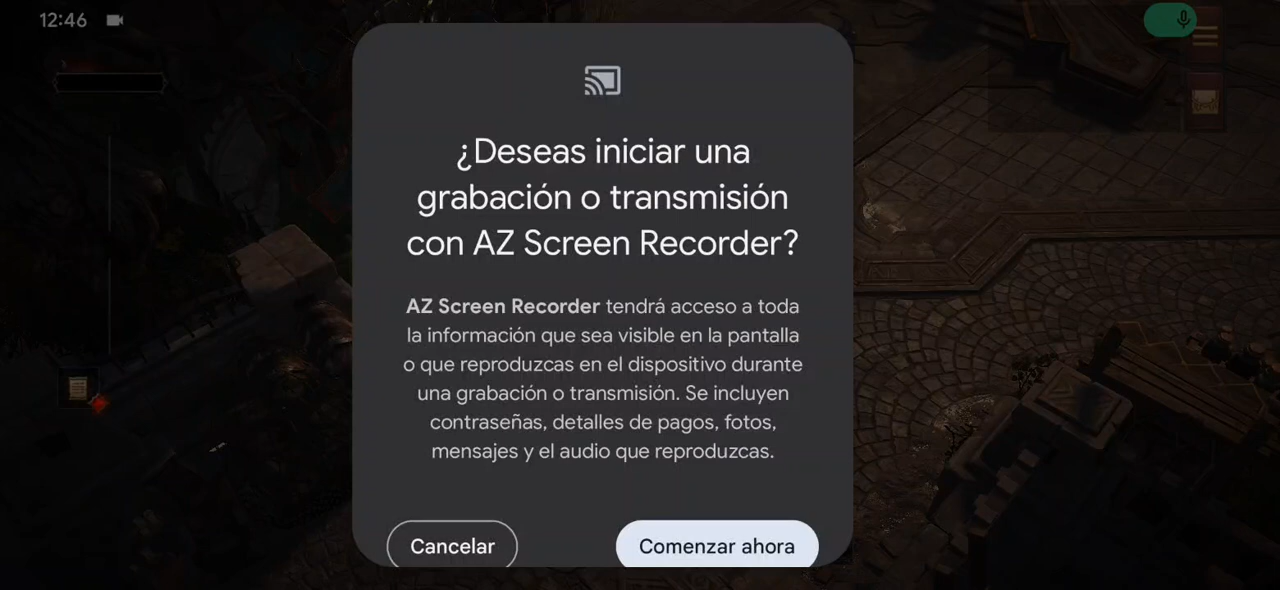 12:46
¿Deseas iniciar una
grabación o transmisión
con AZ Screen Recorder?
AZ Screen Recorder tendrá acceso a toda
la información que sea visible en la pantalla
o que reproduzcas en el dispositivo durante
una grabación o transmisión. Se incluyen
contraseñas, detalles de pagos, fotos,
mensajes y el audio que reproduzcas.
Cancelar
Comenzar ahora